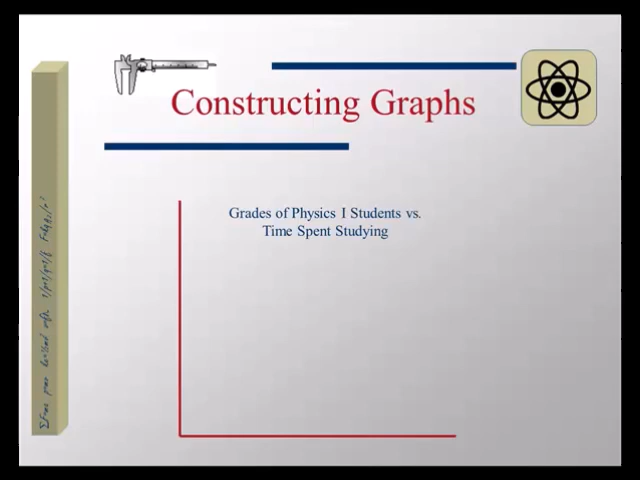 Constructing Graphs
Grades of Physics I Students vs.
Time Spent Studying